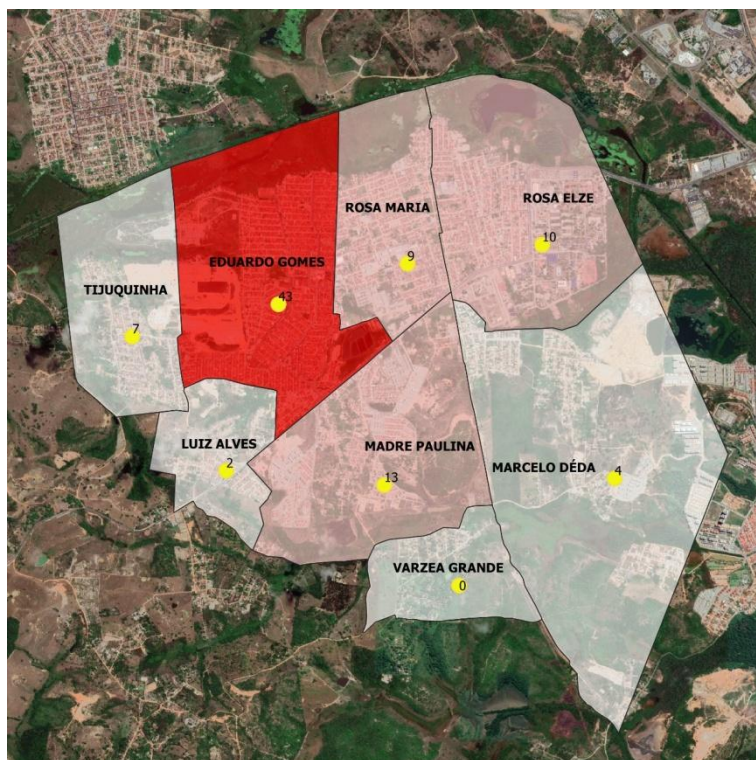 ROSA MARIA
9
ROSA ELZE
10
EDUARDO GOMES
43
TIJUQUINHA
7
LUIZ ALVES
2
MADRE PAULINA
13
MARCELO DÉDA
4
VARZEA GRANDE
0